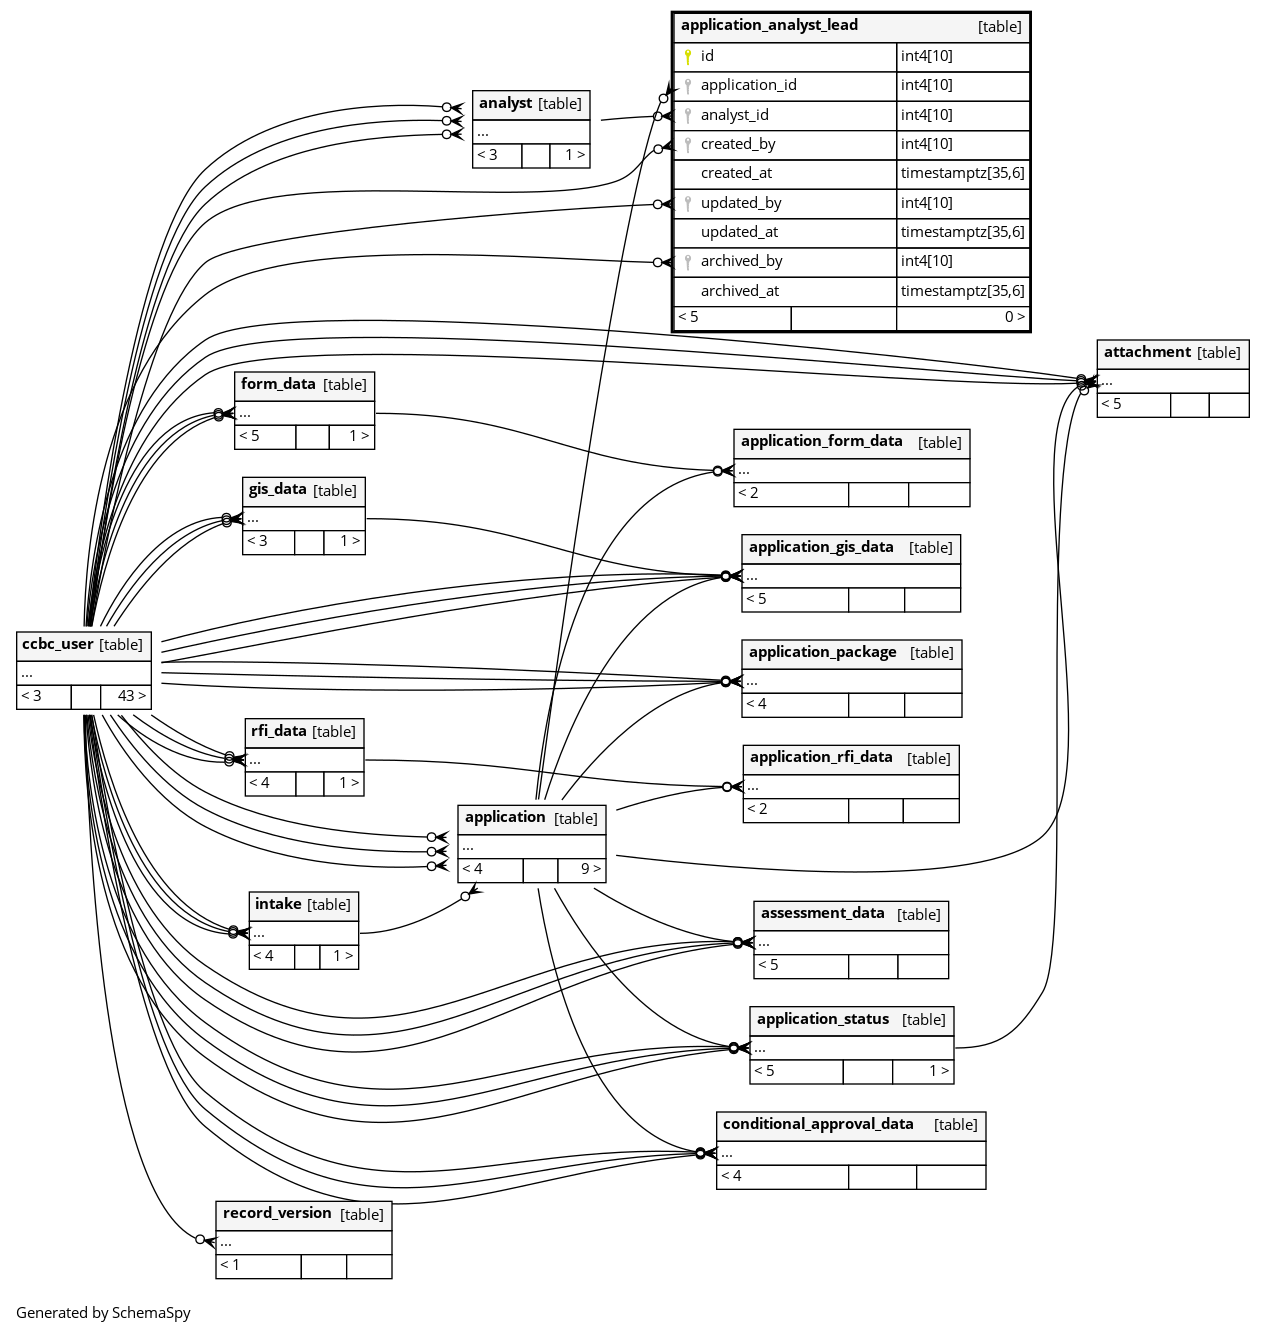 application_analyst_lead [table]
id int4[10]
application_id int4[10]
analyst_id int4[10]
created_by int4[10]
created_at timestamptz[35,6]
updated_by int4[10]
updated_at timestamptz[35,6]
archived_by int4[10]
archived_at timestamptz[35,6]
< 5 0 >
analyst [table]
...
< 3 1 >
attachment [table]
...
< 5
form_data [table]
...
< 5 1 >
application_form_data [table]
...
< 2
gis_data [table]
...
< 3 1 >
application_gis_data [table]
...
< 5
ccbc_user [table]
...
< 3 43 >
application_package [table]
...
< 4
rfi_data [table]
...
< 4 1 >
application_rfi_data [table]
...
< 2
application [table]
...
< 4 9 >
intake [table]
...
< 4 1 >
assessment_data [table]
...
< 5
application_status [table]
...
< 5 1 >
conditional_approval_data [table]
...
< 4
record_version [table]
...
< 1
Generated by SchemaSpy